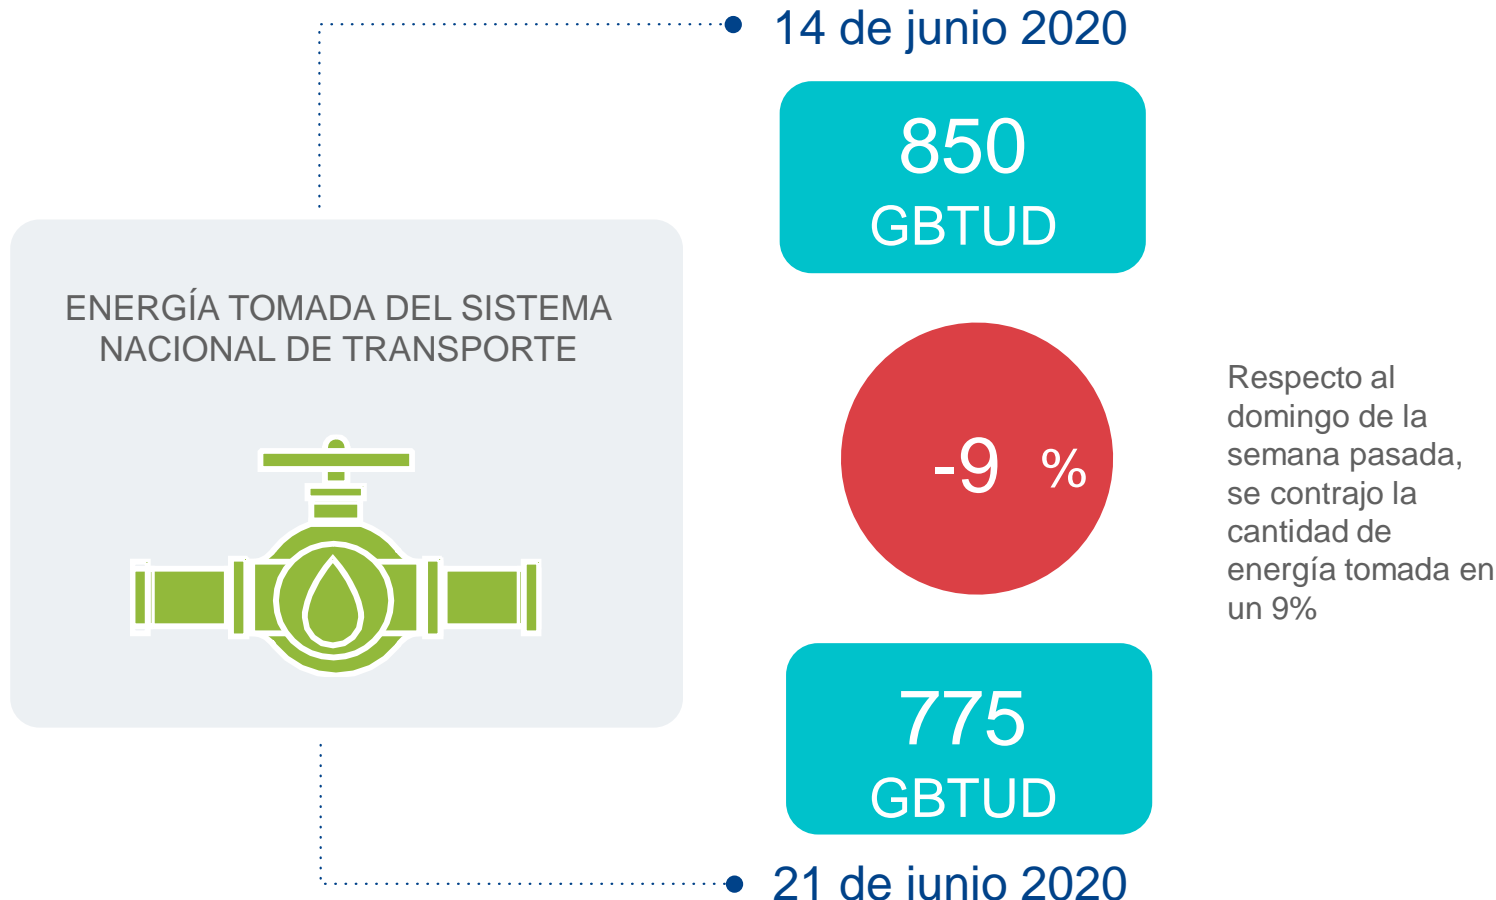 14 de junio 2020
850
GBTUD
ENERGÍA TOMADA DEL SISTEMA
NACIONAL DE TRANSPORTE
-9 %
Respecto al
domingo de la
semana pasada,
se contrajo la
cantidad de
energía tomada en
un 9%
775
GBTUD
21 de junio 2020